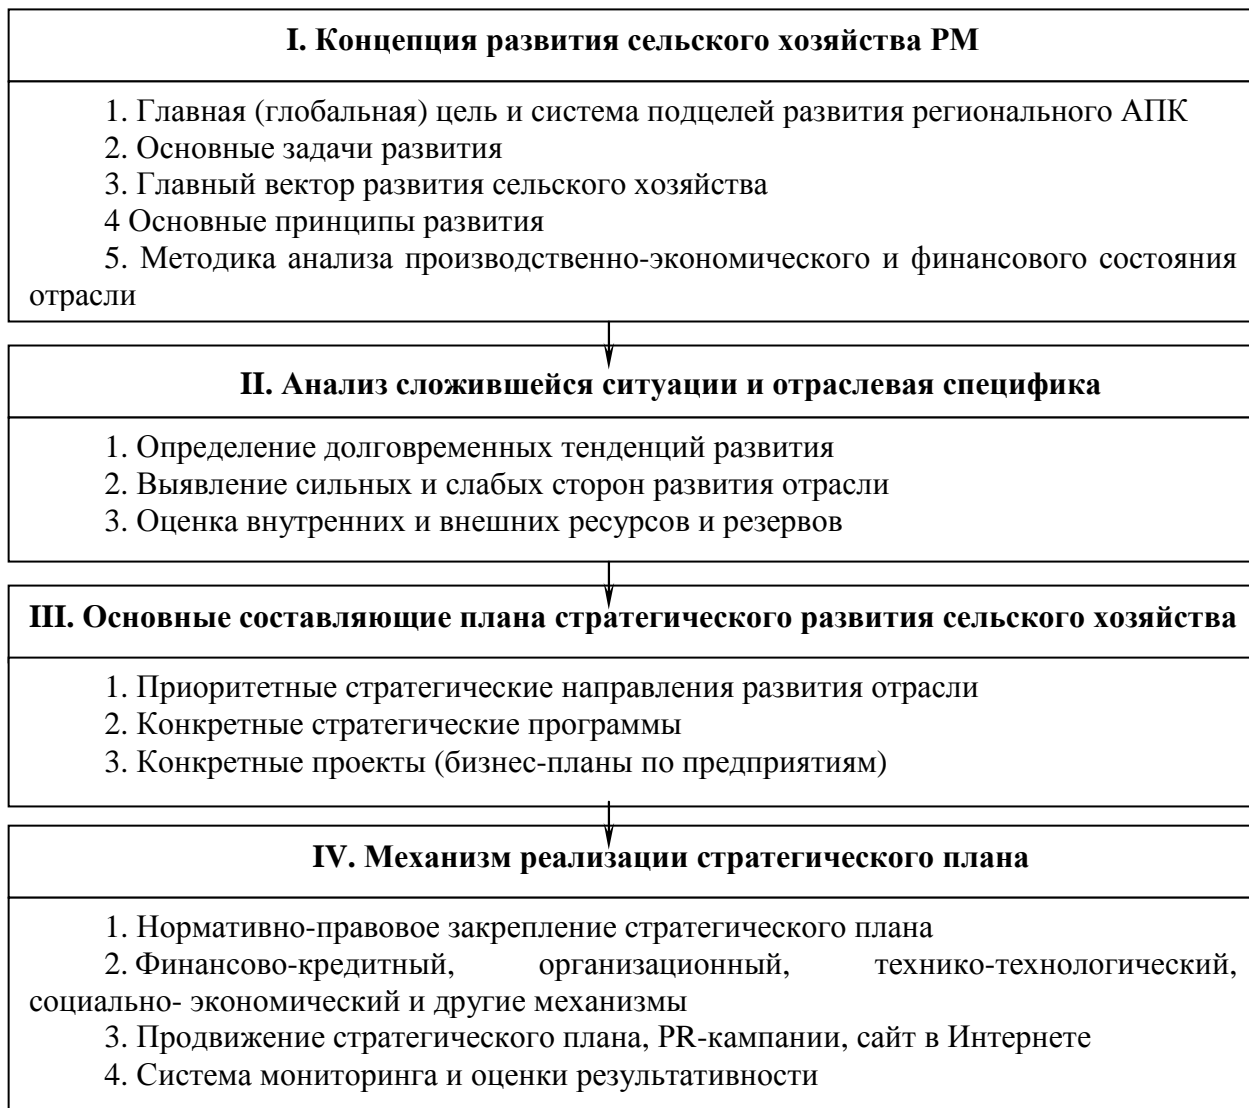 I. Концепция развития сельского хозяйства РМ
1. Главная (глобальная) цель и система подцелей развития регионального АПК
2. Основные задачи развития
3. Главный вектор развития сельского хозяйства
4 Основные принципы развития
5. Методика анализа производственно-экономического и финансового состояния
отрасли
II. Анализ сложившейся ситуации и отраслевая специфика
1. Определение долговременных тенденций развития
2. Выявление сильных и слабых сторон развития отрасли
3. Оценка внутренних и внешних ресурсов и резервов
III. Основные составляющие плана стратегического развития сельского хозяйства
1. Приоритетные стратегические направления развития отрасли
2. Конкретные стратегические программы
3. Конкретные проекты (бизнес-планы по предприятиям)
IV. Механизм реализации стратегического плана
1. Нормативно-правовое закрепление стратегического плана
2. Финансово-кредитный, организационный, технико-технологический,
социально- экономический и другие механизмы
3. Продвижение стратегического плана, PR-кампании, сайт в Интернете
4. Система мониторинга и оценки результативности